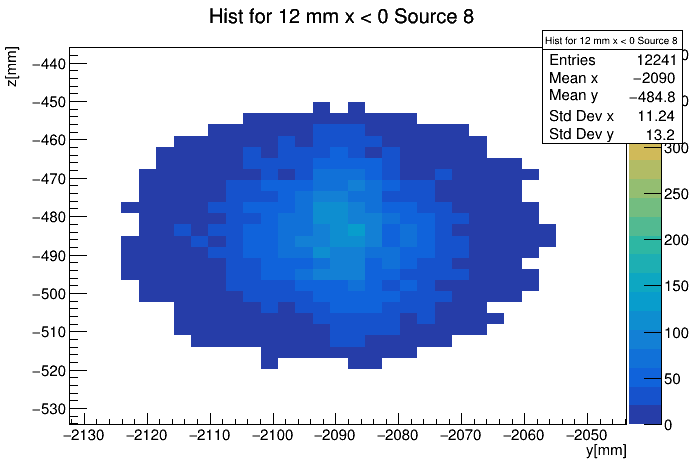 Hist for 12 mm x < 0 Source 8
z[mm]
−440
−450
−460
−470
−480
−490
−500
−510
−520
−530
−2130
−2120
−2110
−2100
−2090
−2080
−2070
−2060
−2050
y[mm]
Hist for 12 mm x < 0 Source 8
Entries 12241
Mean x −2090
Mean y −484.8
Std Dev x 11.24
Std Dev y 13.2
300
250
200
150
100
50
0